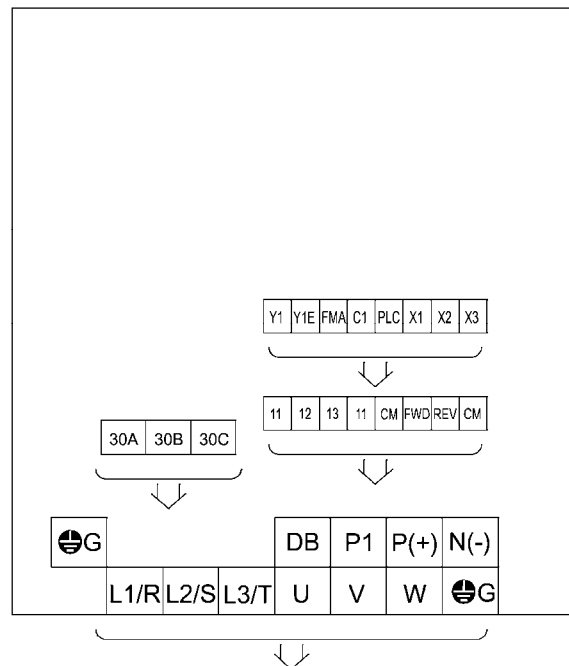 Y1 Y1E FMA C1 PLC X1 X2 X3
11 12 13 11 CM FWD REV CM
30A 30B 30C
G DB P1 P(+) N(-)
L1/R L2/S L3/T U V W G